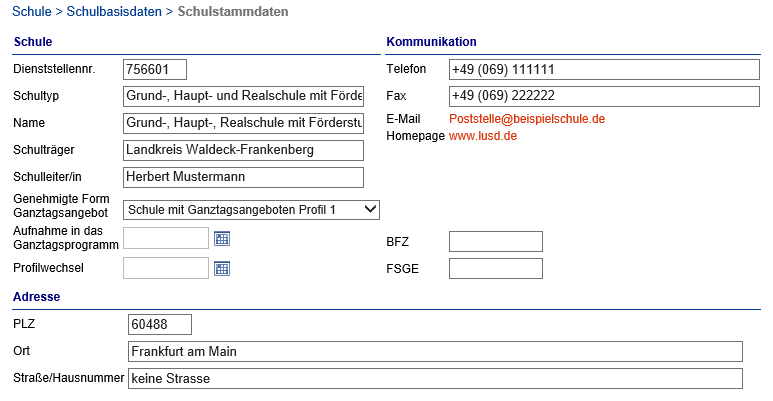 Schule > Schulbasisdaten > Schulstammdaten
Schule
Dienststellennr. 756601
Schultyp Grund-, Haupt- und Realschule mit Förde
Name Grund-, Haupt-, Realschule mit Förderstu
Schulträger Landkreis Waldeck-Frankenberg
Schulleiter/in Herbert Mustermann
Genehmigte Form
Ganztagsangebot Schule mit Ganztagsangeboten Profil 1
Aufnahme in das
Ganztagsprogramm
Profilwechsel
Kommunikation
Telefon +49 (069) 111111
Fax +49 (069) 222222
E-Mail Poststelle@beispielschule.de
Homepage www.lusd.de
BFZ
FSGE
Adresse
PLZ 60488
Ort Frankfurt am Main
Straße/Hausnummer keine Strasse